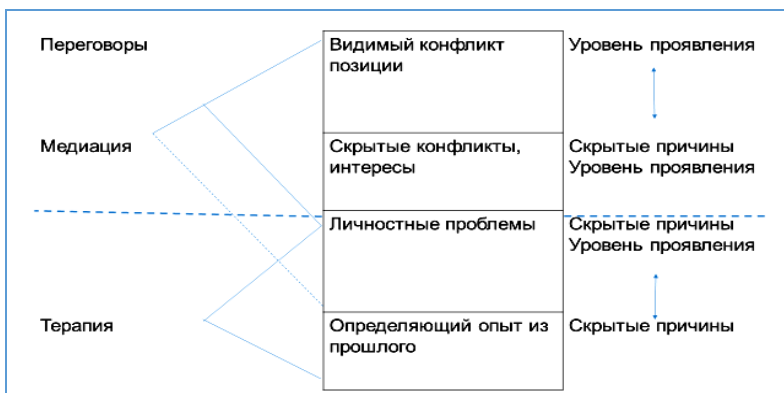 Переговоры
Видимый конфликт
позиции
Уровень проявления
Медиация
Скрытые конфликты,
интересы
Скрытые причины
Уровень проявления
Личностные проблемы
Скрытые причины
Уровень проявления
Терапия
Определяющий опыт из
прошлого
Скрытые причины